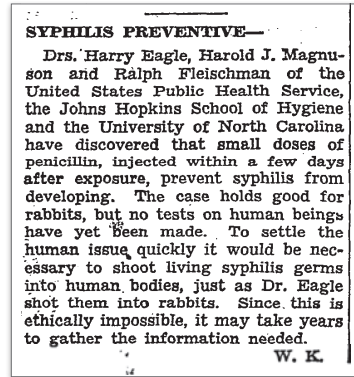 SYPHILIS PREVENTIVE—
Drs. Harry Eagle, Harold J. Magnu-
son and Ralph Fleischman of the
United States Public Health Service,
the Johns Hopkins School of Hygiene
and the University of North Carolina
have discovered that small doses of
penicillin, injected within a few days
after exposure, prevent syphilis from
developing. The case holds good for
rabbits, but no tests on human beings
have yet been made. To settle the
human issue quickly it would be nec-
essary to shoot living syphilis germs
into human bodies, just as Dr. Eagle
shot them into rabbits. Since this is
ethically impossible, it may take years
to gather the information needed.
W. K.